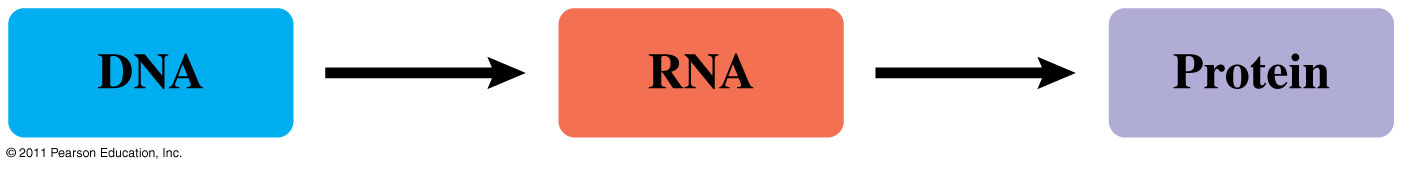 DNA
RNA
Protein
© 2011 Pearson Education, Inc.